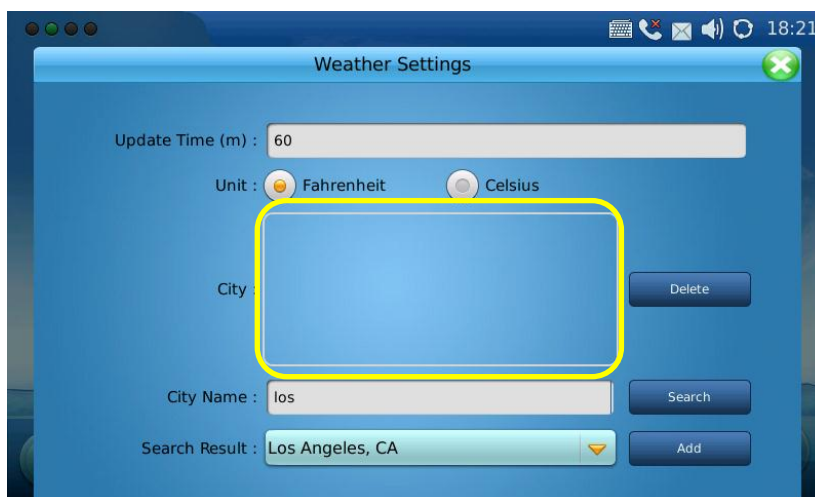 18:21
Weather Settings
Update Time (m) : 60
Unit : Fahrenheit Celsius
City : Delete
City Name : los Search
Search Result : Los Angeles, CA Add